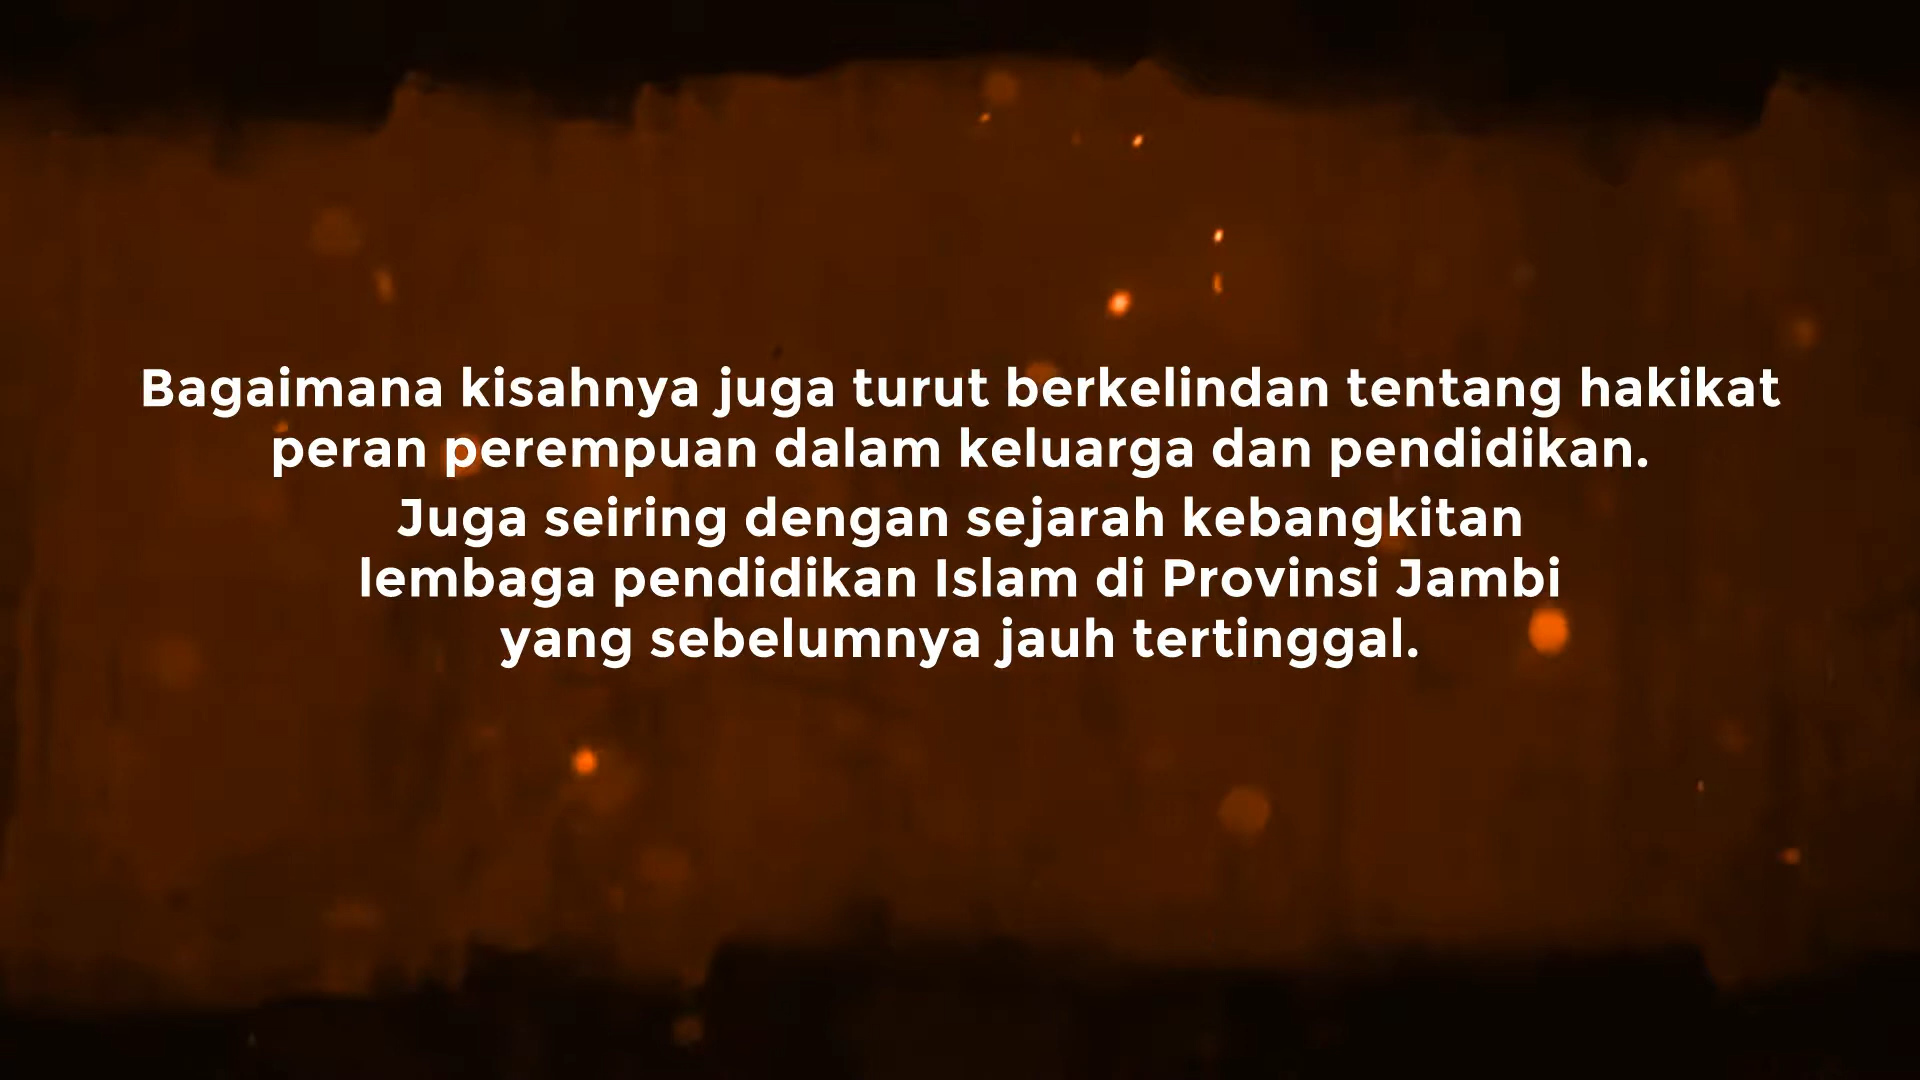 Bagaimana kisahnya juga turut berkelindan tentang hakikat
peran perempuan dalam keluarga dan pendidikan.
Juga seiring dengan sejarah kebangkitan
lembaga pendidikan Islam di Provinsi Jambi
yang sebelumnya jauh tertinggal.